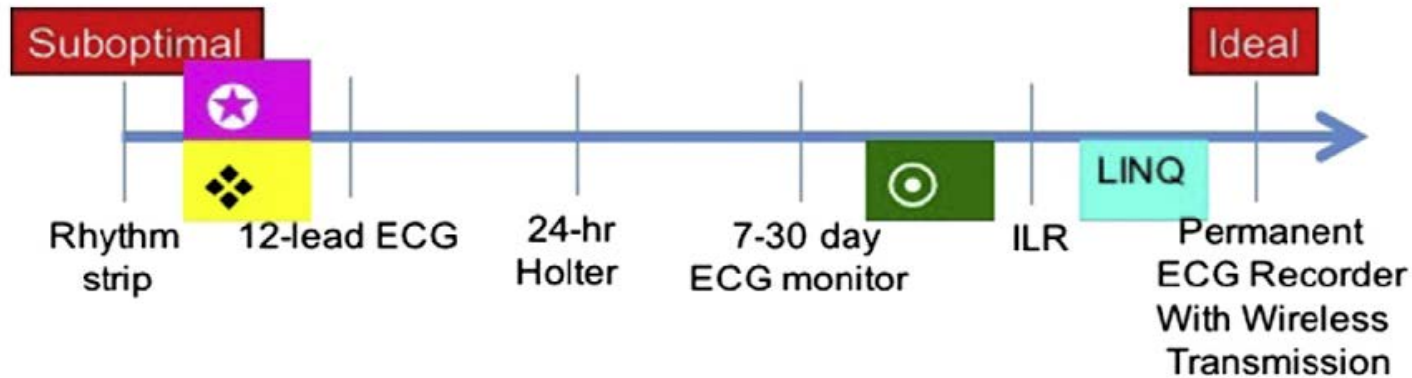 Suboptimal
Ideal
LINQ
Rhythm
strip
12-lead ECG
24-hr
Holter
7-30 day
ECG monitor
ILR
Permanent
ECG Recorder
With Wireless
Transmission